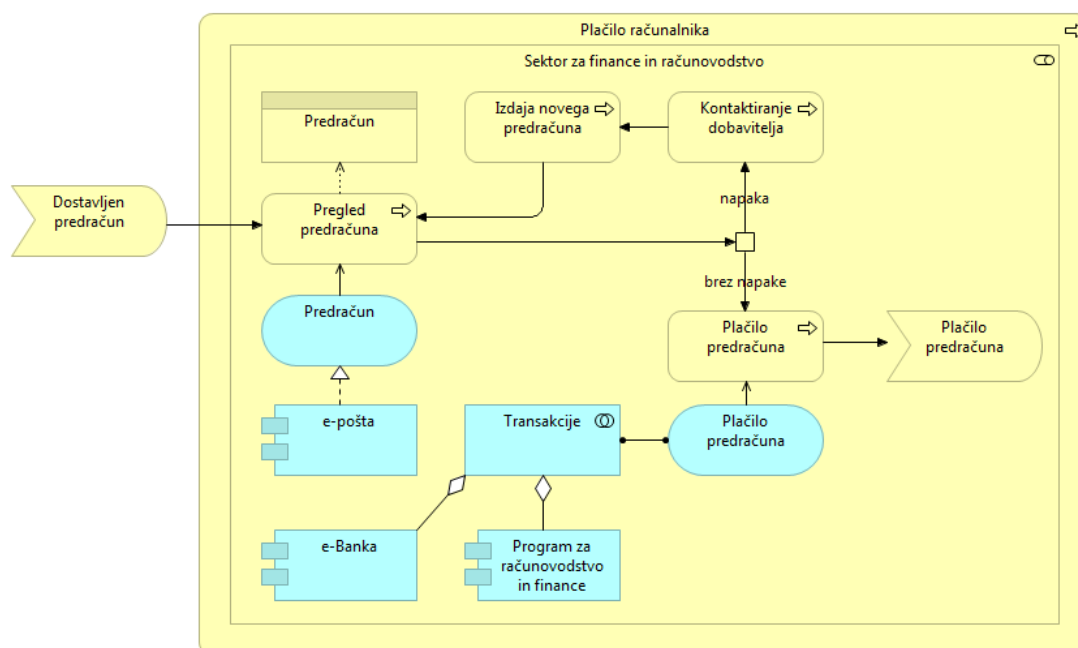 Plačilo računalnika
Sektor za finance in računovodstvo
Predračun
Izdaja novega
predračuna
Kontaktiranje
dobavitelja
Dostavljen
predračun
Pregled
predračuna
napaka
brez napake
Predračun
Plačilo
predračuna
Plačilo
predračuna
e-pošta
Transakcije
Plačilo
predračuna
e-Banka
Program za
računovodstvo
in finance